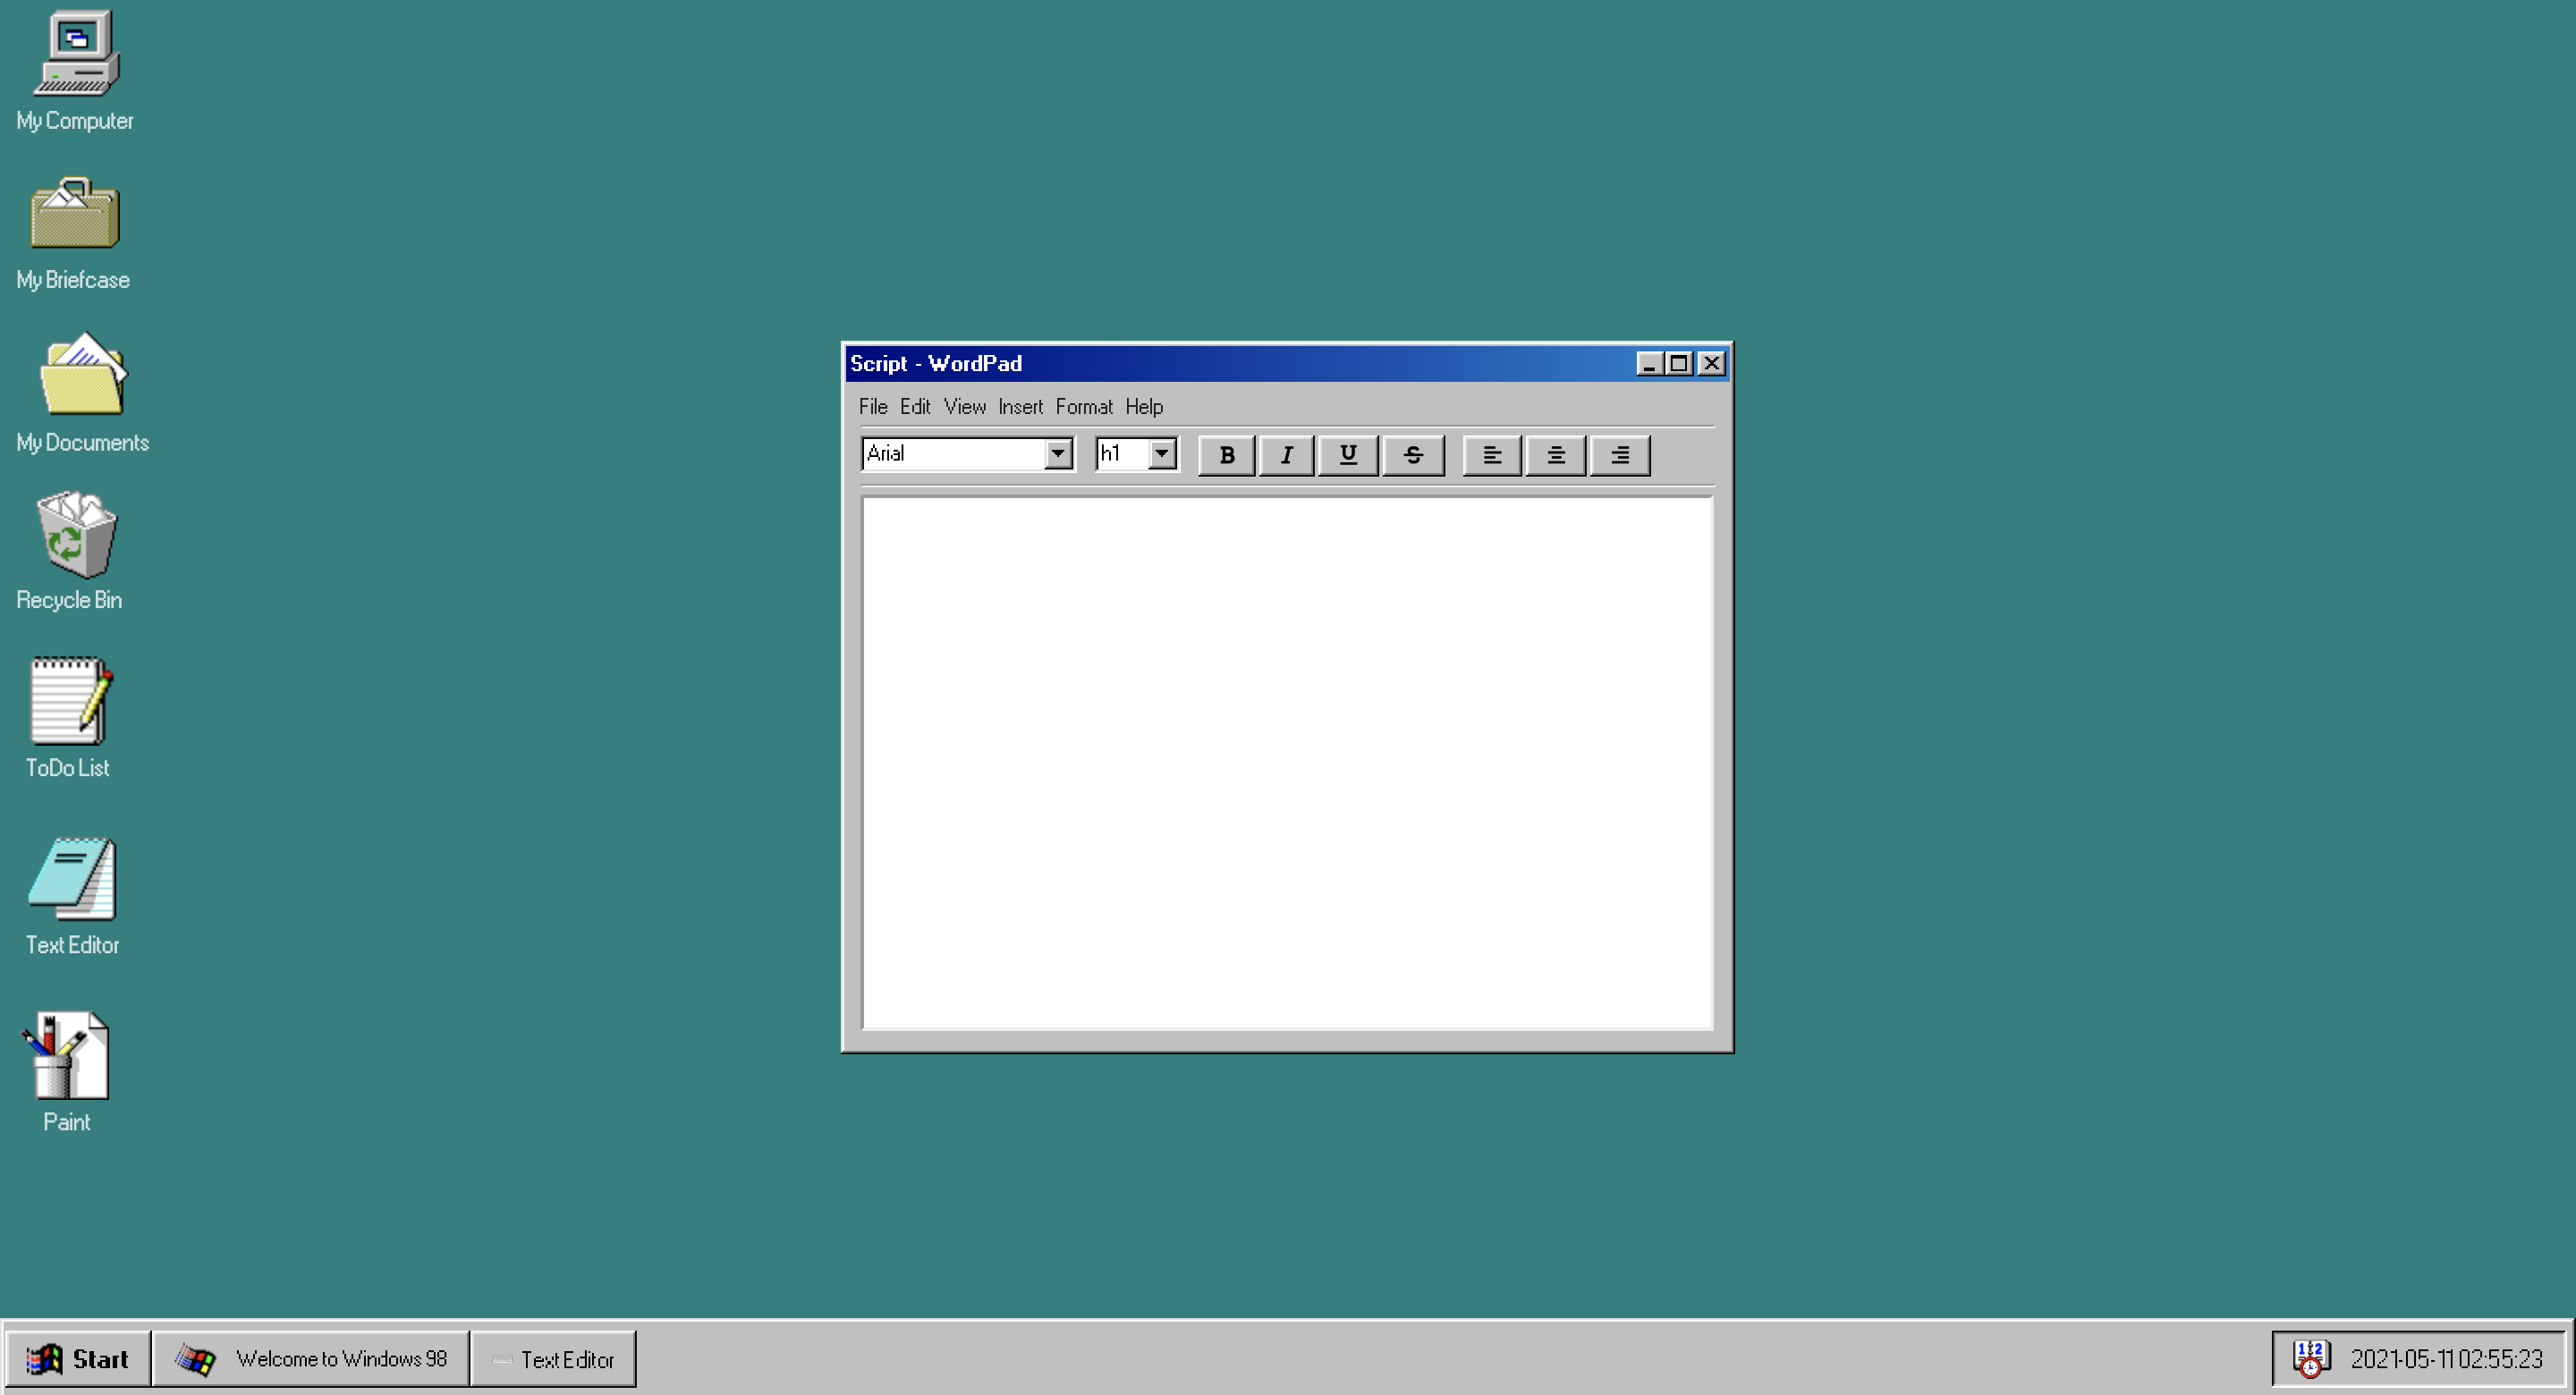 My Computer
My Briefcase
My Documents
Recycle Bin
ToDo List
Text Editor
Paint
Script - WordPad
File Edit View Insert Format Help
Arial h1 B I U S
Start Welcome to Windows 98 Text Editor 12 2021-05-11 02:55:23